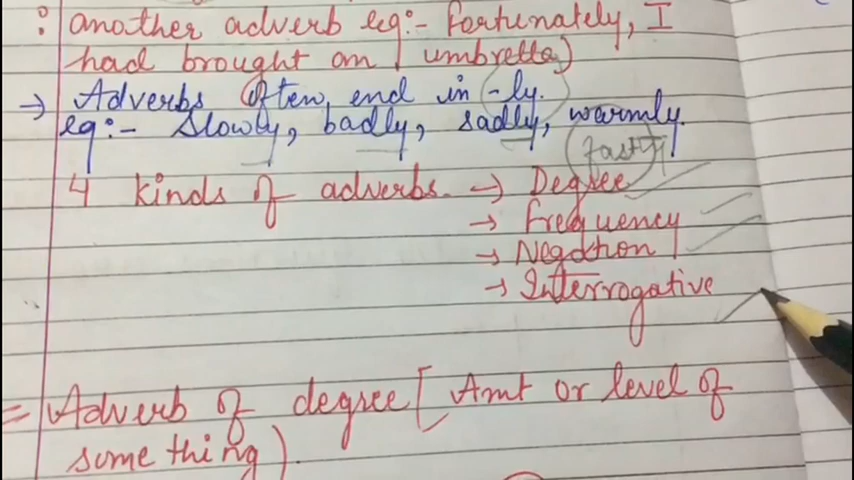 : another adverb eg:- Fortunately, I
had brought an umbrella)
→ Adverbs Often end in -ly.
eg:- Slowly, badly, sadly, warmly.
(fast)
4 kinds of adverbs → Degree
→ Frequency
→ Negation
→ Interrogative
= Adverb of degree [Amt or level of
something).